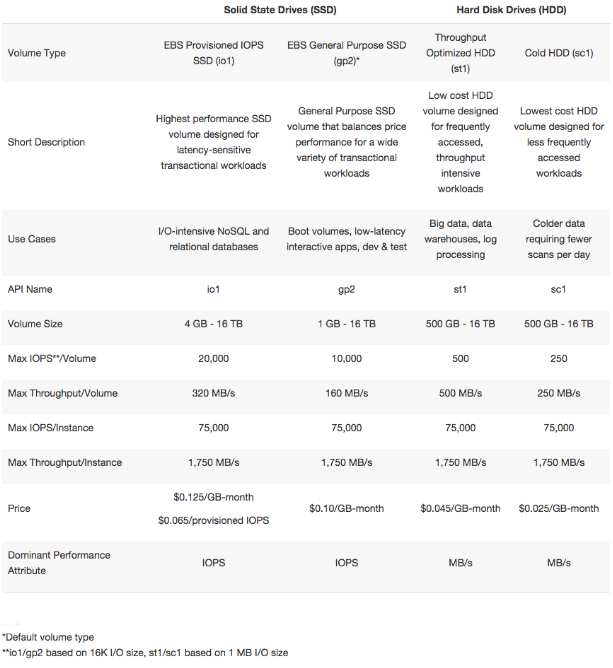 Solid State Drives (SSD) Hard Disk Drives (HDD)
Volume Type
EBS Provisioned IOPS
SSD (io1)
EBS General Purpose SSD
(gp2)*
Throughput
Optimized HDD
(st1)
Cold HDD (sc1)
Short Description
Highest performance SSD
volume designed for
latency-sensitive
transactional workloads
General Purpose SSD
volume that balances price
performance for a wide
variety of transactional
workloads
Low cost HDD
volume designed
for frequently
accessed,
throughput
intensive
workloads
Lowest cost HDD
volume designed for
less frequently
accessed workloads
Use Cases
I/O-intensive NoSQL and
relational databases
Boot volumes, low-latency
interactive apps, dev & test
Big data, data
warehouses, log
processing
Colder data
requiring fewer
scans per day
API Name io1 gp2 st1 sc1
Volume Size 4 GB - 16 TB 1 GB - 16 TB 500 GB - 16 TB 500 GB - 16 TB
Max IOPS**/Volume 20,000 10,000 500 250
Max Throughput/Volume 320 MB/s 160 MB/s 500 MB/s 250 MB/s
Max IOPS/Instance 75,000 75,000 75,000 75,000
Max Throughput/Instance 1,750 MB/s 1,750 MB/s 1,750 MB/s 1,750 MB/s
Price
$0.125/GB-month
$0.065/provisioned IOPS
$0.10/GB-month
$0.045/GB-month
$0.025/GB-month
Dominant Performance
Attribute
IOPS
IOPS
MB/s
MB/s
*Default volume type
**io1/gp2 based on 16K I/O size, st1/sc1 based on 1 MB I/O size